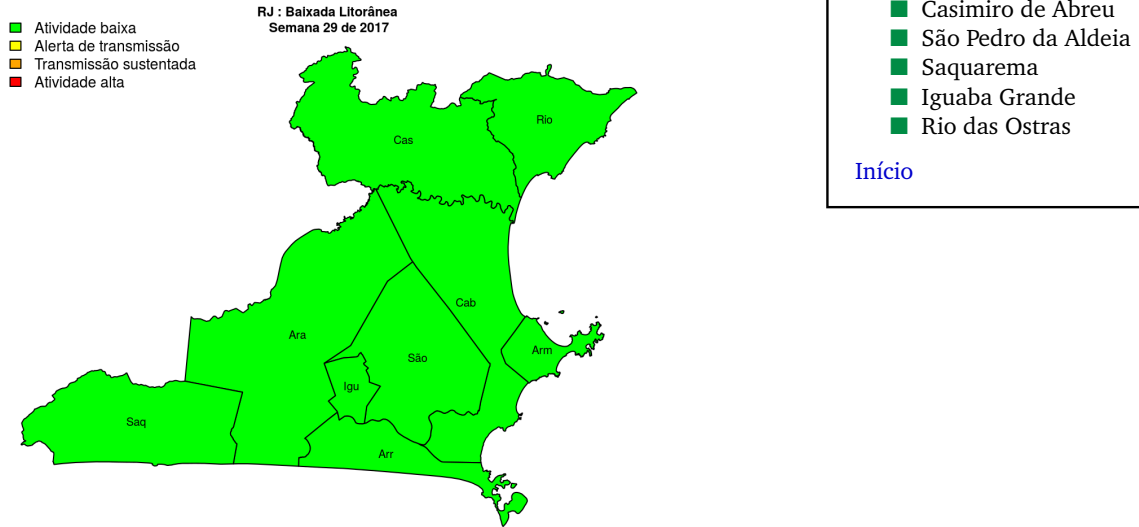 RJ : Baixada Litorânea
Semana 29 de 2017
Atividade baixa
Alerta de transmissão
Transmissão sustentada
Atividade alta
Cas
Rio
Cab
Ara
Arm
São
Igu
Saq
Arr
Casimiro de Abreu
São Pedro da Aldeia
Saquarema
Iguaba Grande
Rio das Ostras
Início